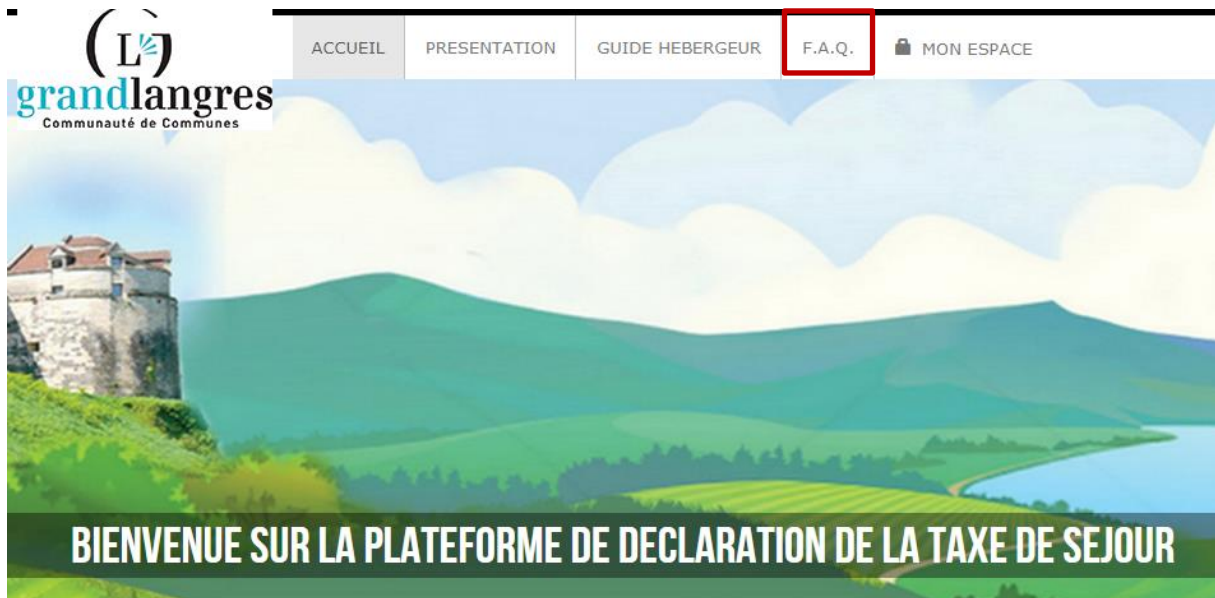 (L')
ACCUEIL PRESENTATION GUIDE HEBERGEUR F.A.Q. MON ESPACE
grandlangres
Communauté de Communes
BIENVENUE SUR LA PLATEFORME DE DECLARATION DE LA TAXE DE SEJOUR